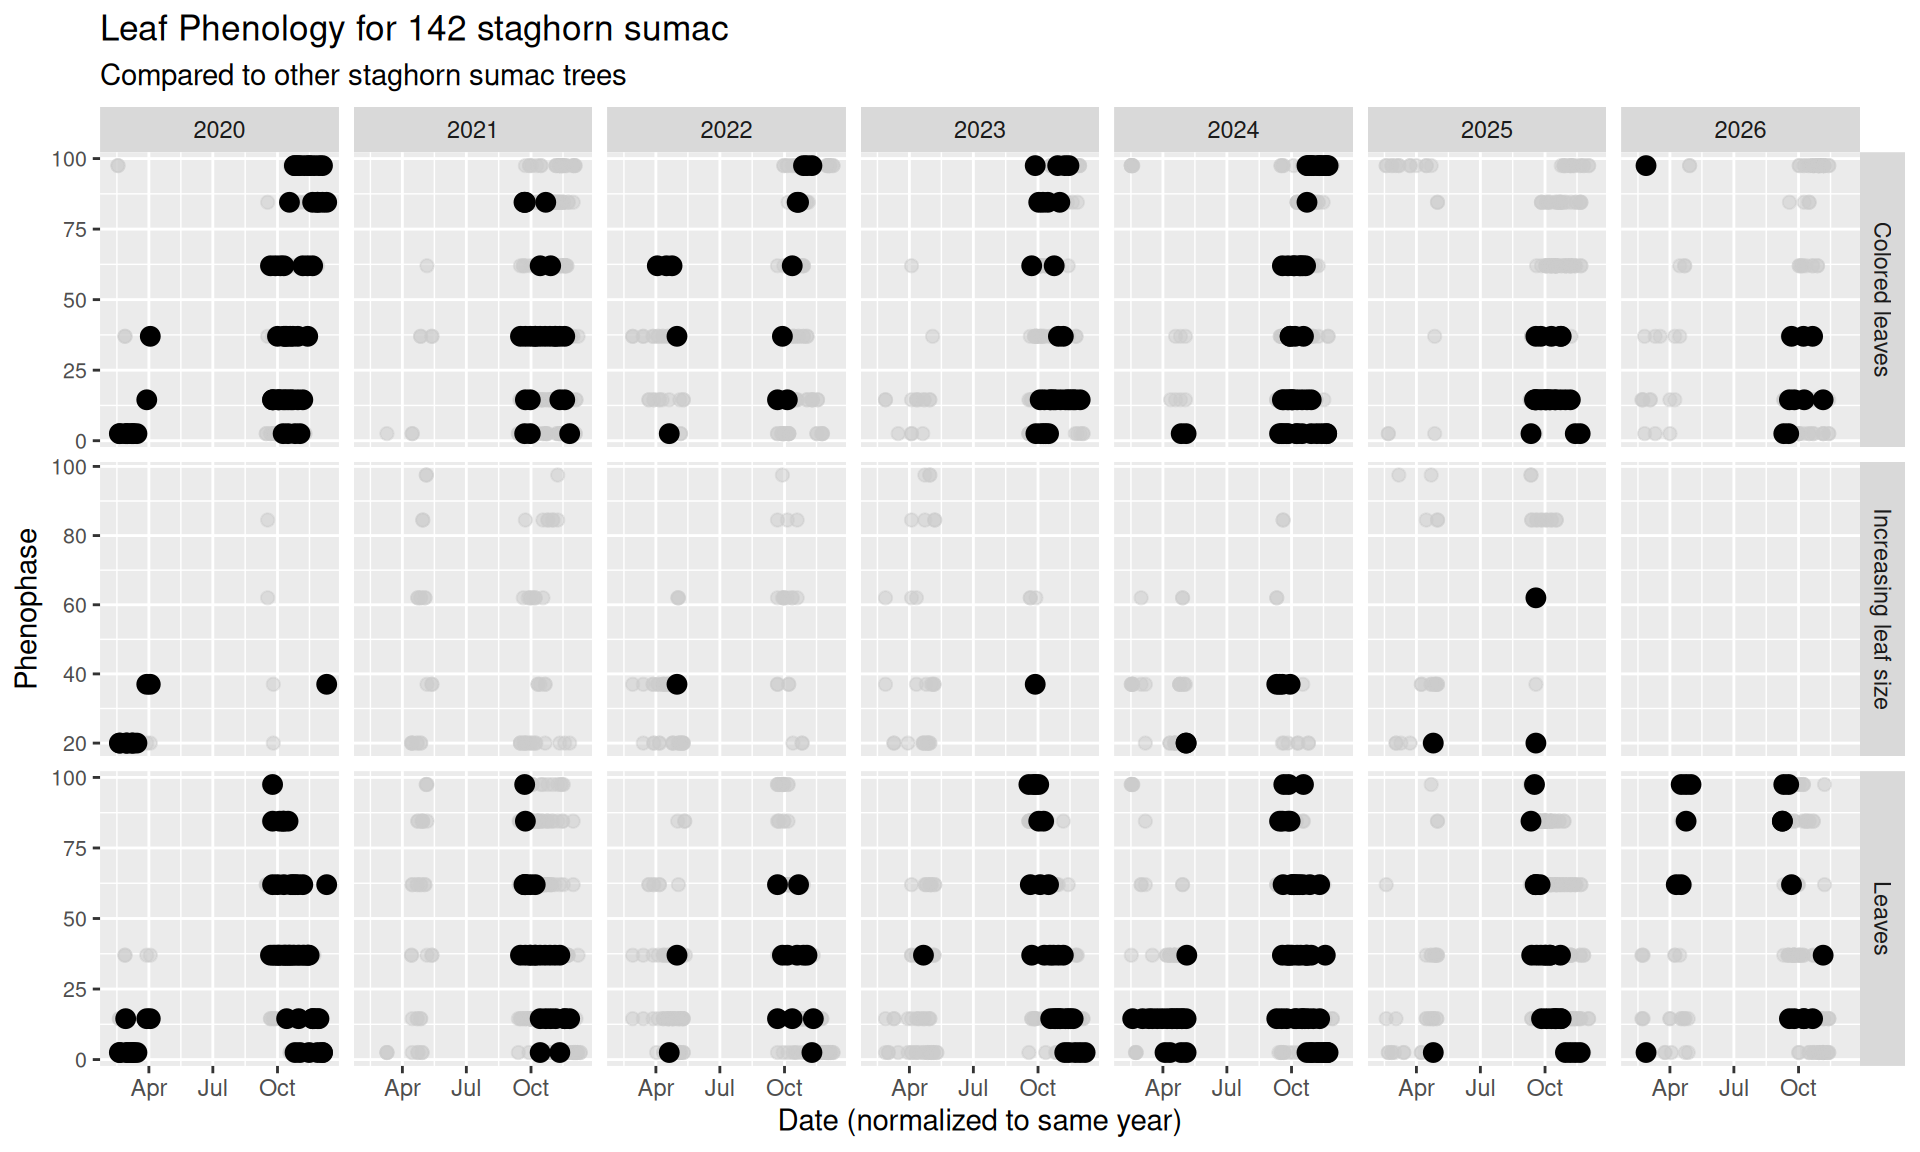 Leaf Phenology for 142 staghorn sumac
Compared to other staghorn sumac trees
2020 2021 2022 2023 2024 2025 2026
100
75
50
25
0
Colored leaves
100
80
60
40
20
Increasing leaf size
100
75
50
25
0
Leaves
Phenophase
Apr Jul Oct Apr Jul Oct Apr Jul Oct Apr Jul Oct Apr Jul Oct Apr Jul Oct Apr Jul Oct
Date (normalized to same year)